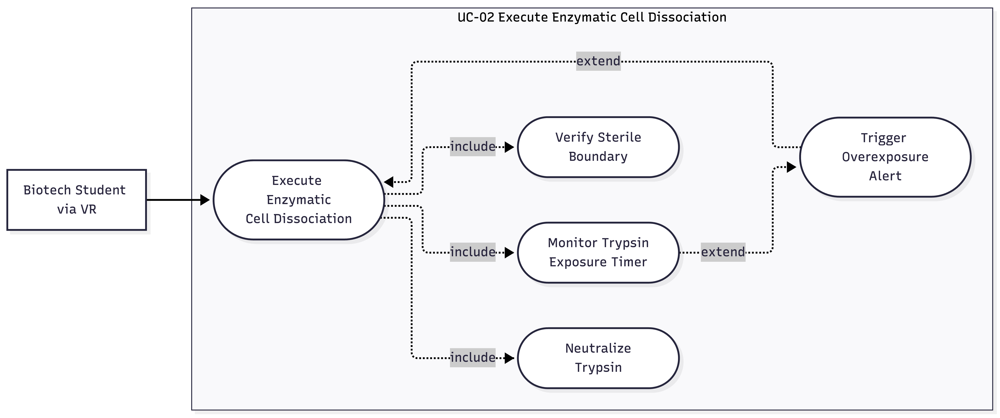 UC-02 Execute Enzymatic Cell Dissociation
extend
Biotech Student
via VR
Execute
Enzymatic
Cell Dissociation
include
Verify Sterile
Boundary
include
Monitor Trypsin
Exposure Timer
extend
Trigger
Overexposure
Alert
include
Neutralize
Trypsin